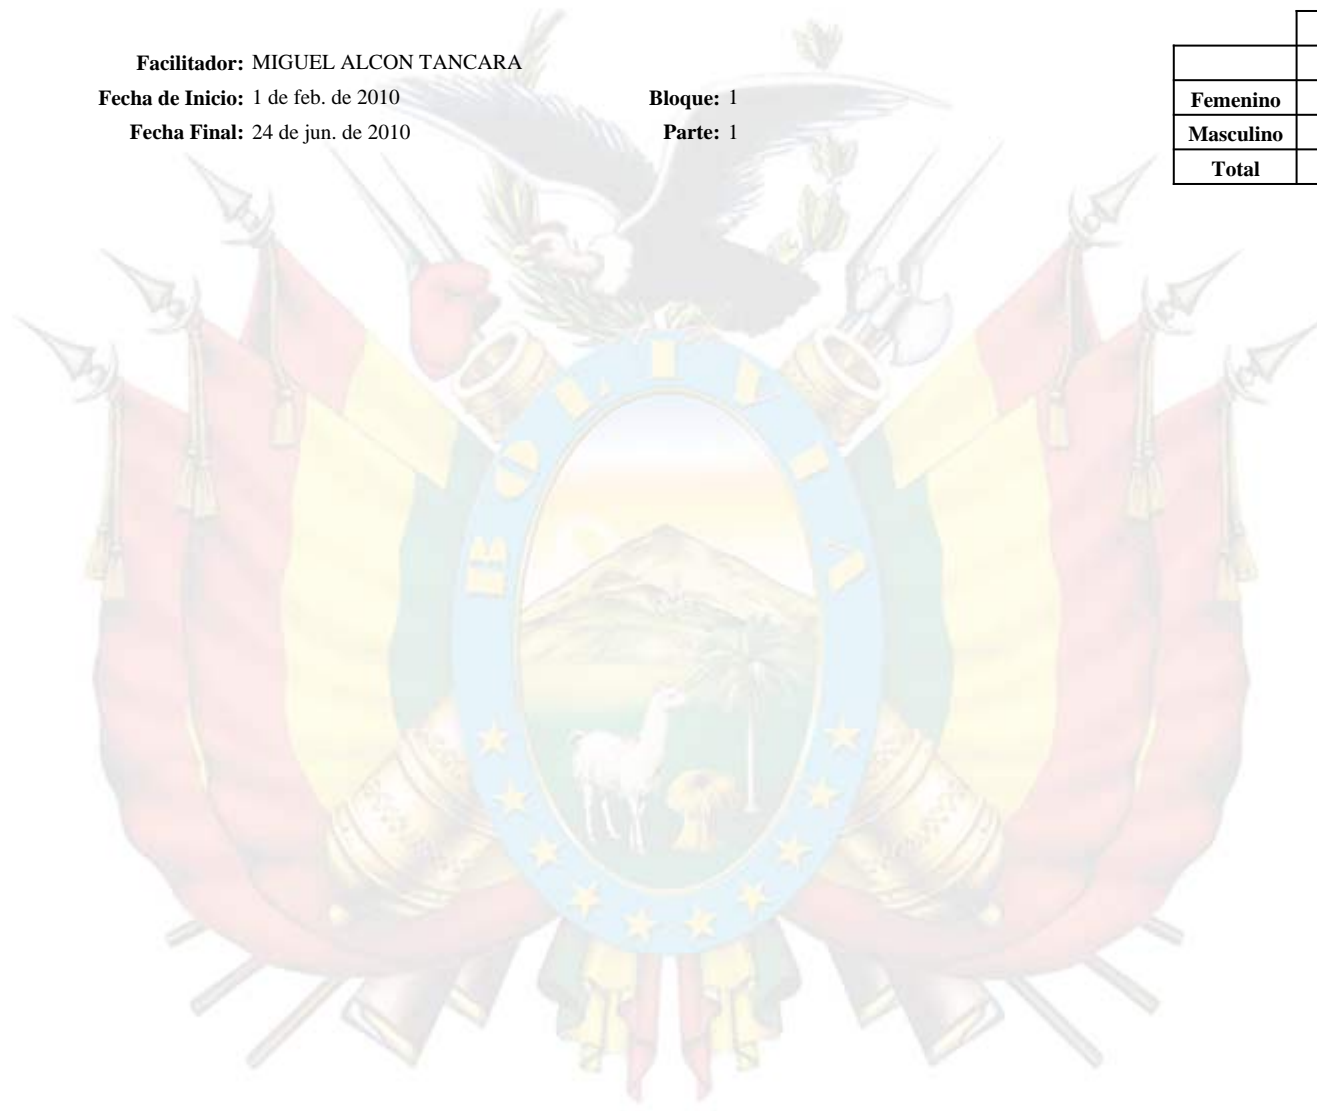 Facilitador: MIGUEL ALCON TANCARA
Fecha de Inicio: 1 de feb. de 2010 Bloque: 1
Fecha Final: 24 de jun. de 2010 Parte: 1
Femenino
Masculino
Total
BOLIVIA